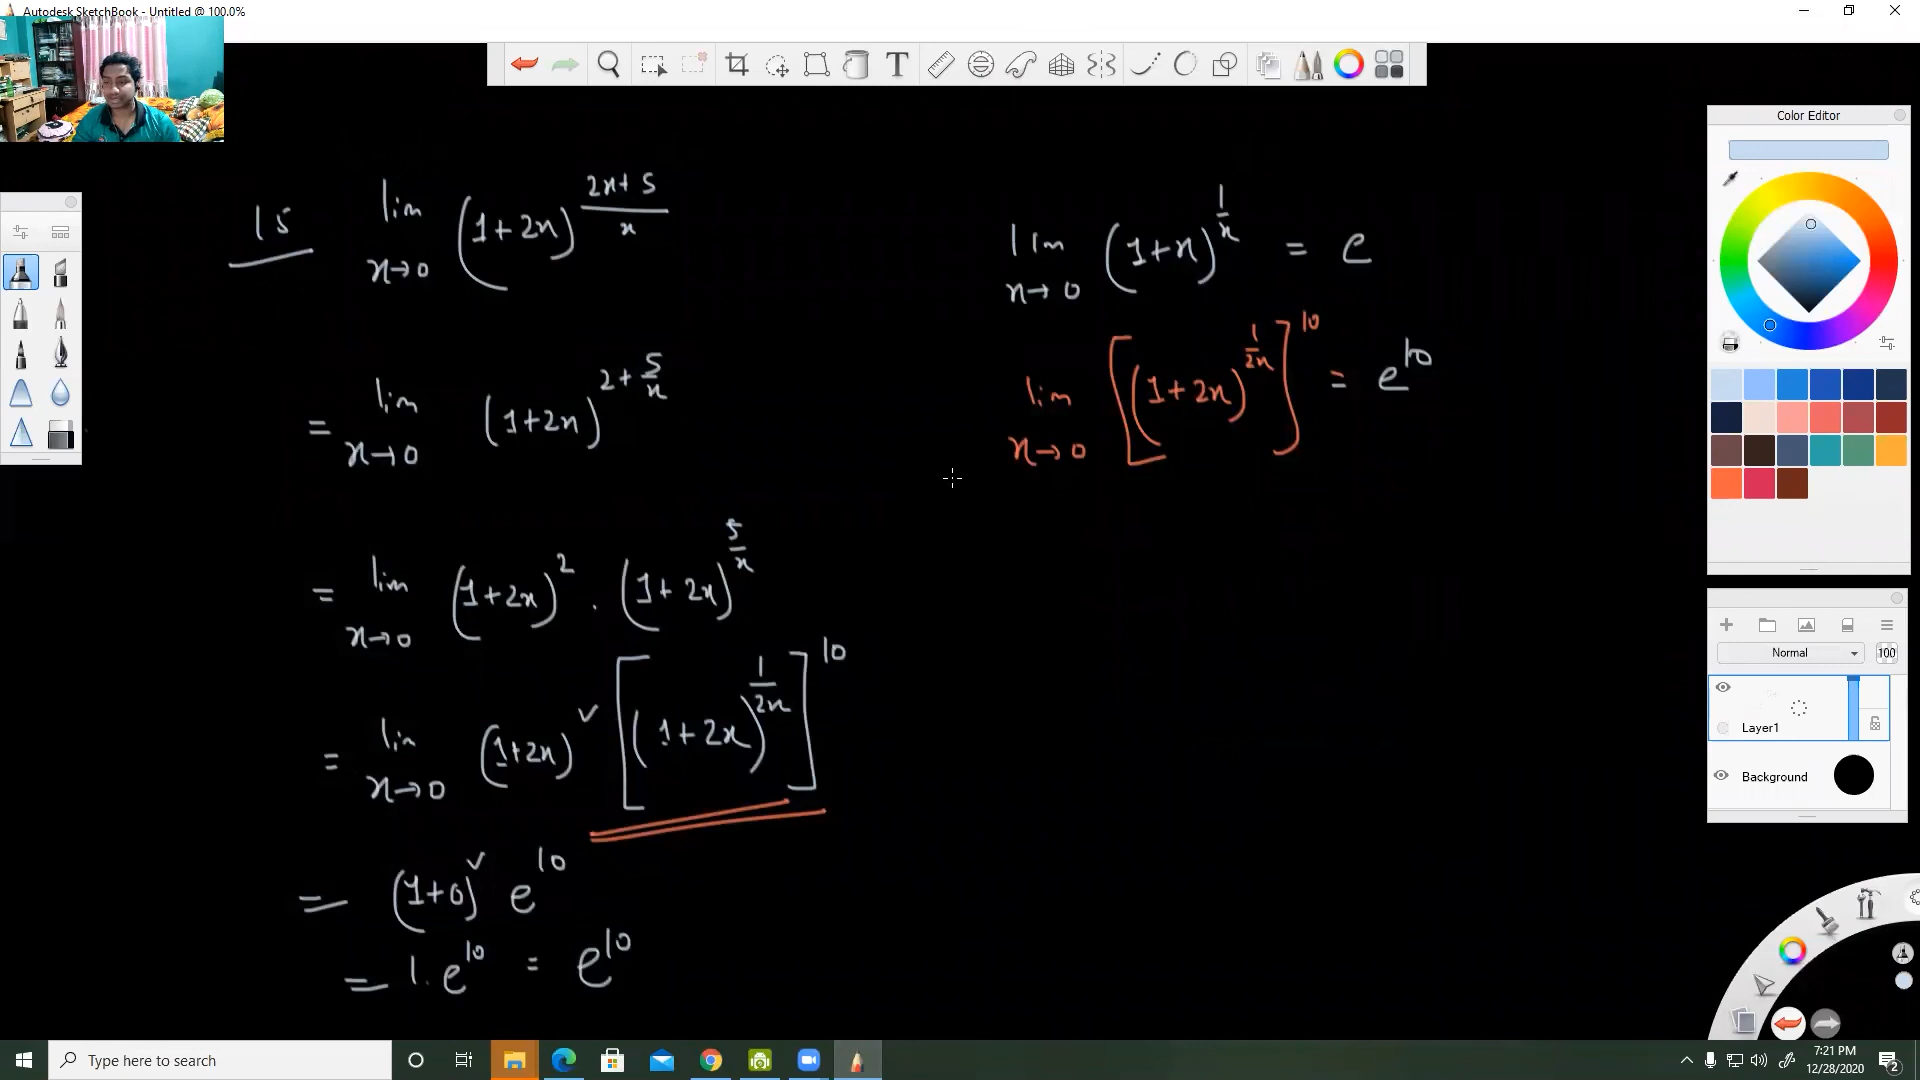 Autodesk SketchBook - Untitled @ 100.0%
15 lim x→0 (1+2x)^((2x+5)/x)
= lim x→0 (1+2x)^(2+5/x)
= lim x→0 (1+2x)^2 . (1+2x)^(5/x)
= lim x→0 (1+2x)^2 [(1+2x)^(1/2x)]^10
= (1+0)^2 e^10
= 1. e^10 = e^10
lim x→0 (1+x)^(1/x) = e
lim x→0 [(1+2x)^(1/2x)]^10 = e^10
Color Editor
Normal
100
Layer1
Background
Type here to search
7:21 PM
12/28/2020
2